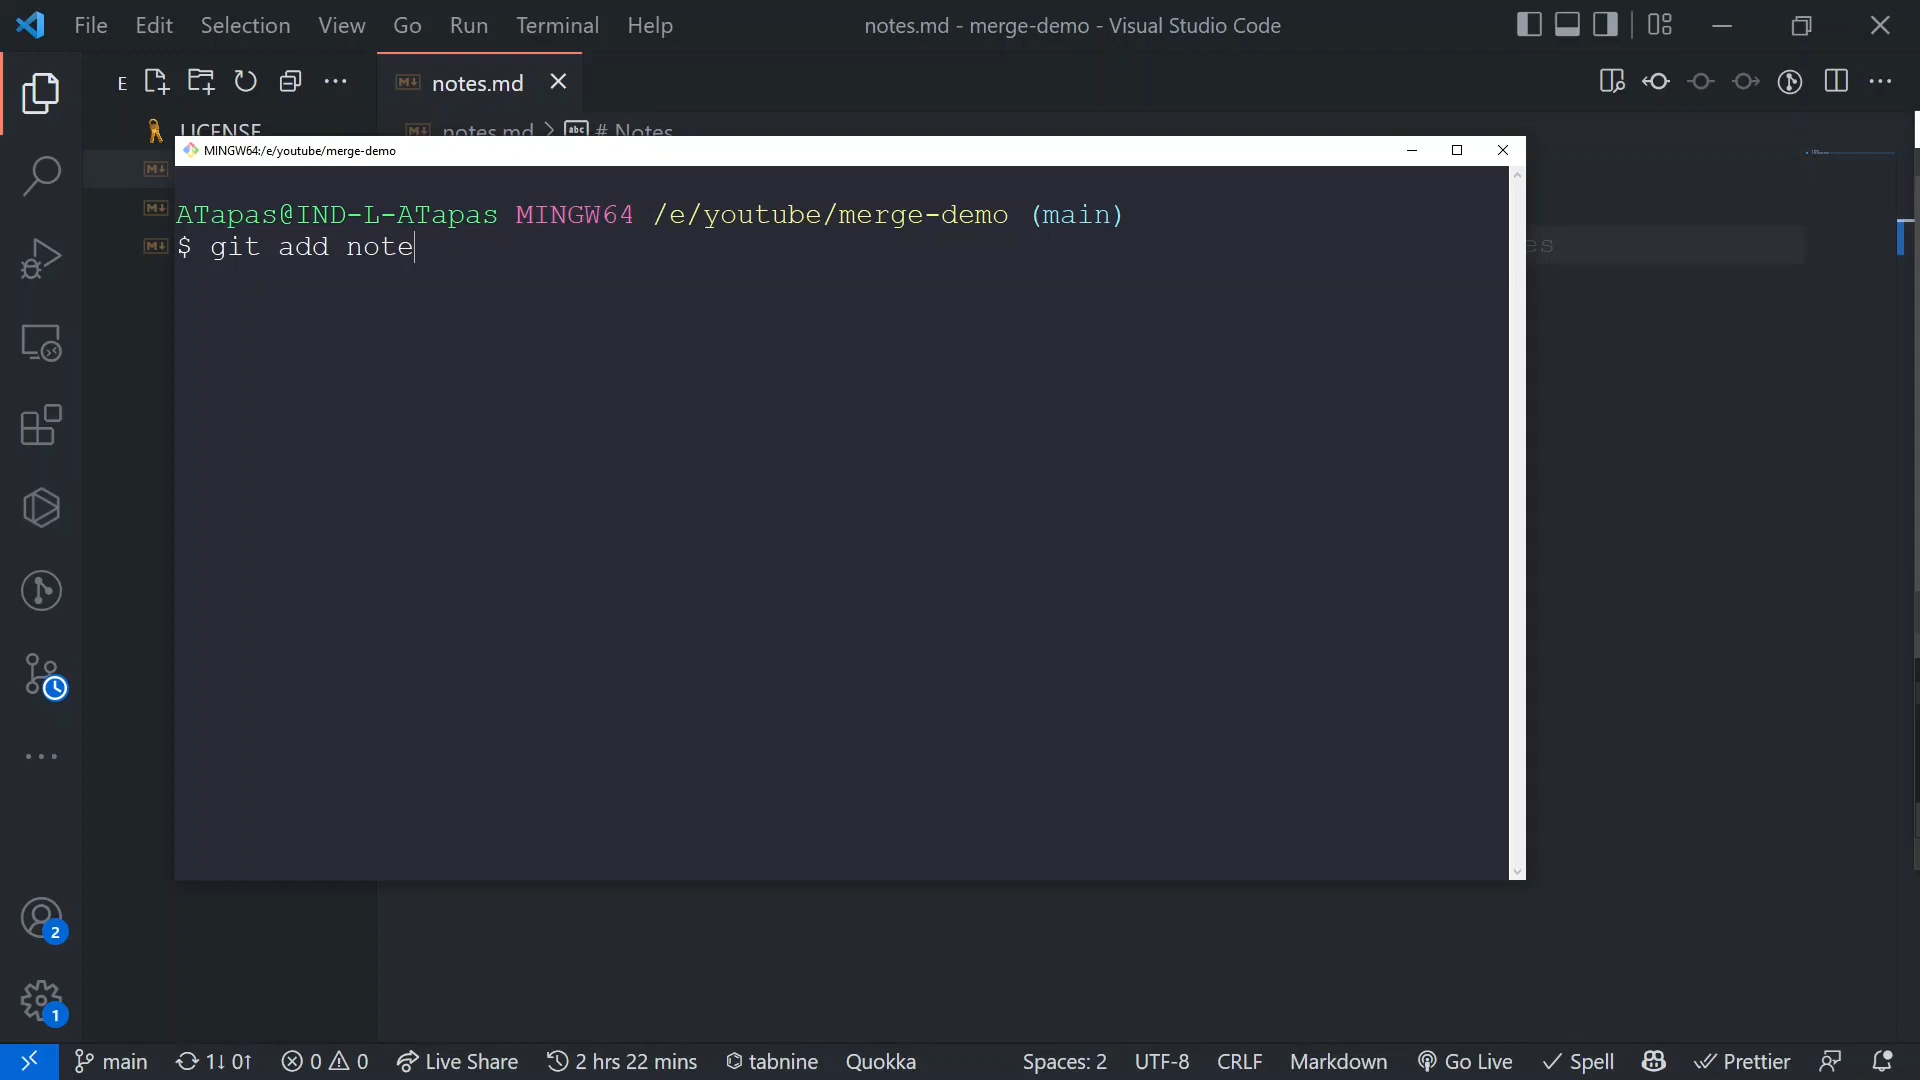 File Edit Selection View Go Run Terminal Help
notes.md - merge-demo - Visual Studio Code
E
notes.md
LICENSE
notes.md > # Notes
MINGW64:/e/youtube/merge-demo
ATapas@IND-L-ATapas MINGW64 /e/youtube/merge-demo (main)
$ git add note
es
2
1
main 1↓ 0↑ 0 0 Live Share 2 hrs 22 mins tabnine Quokka Spaces: 2 UTF-8 CRLF Markdown Go Live Spell Prettier